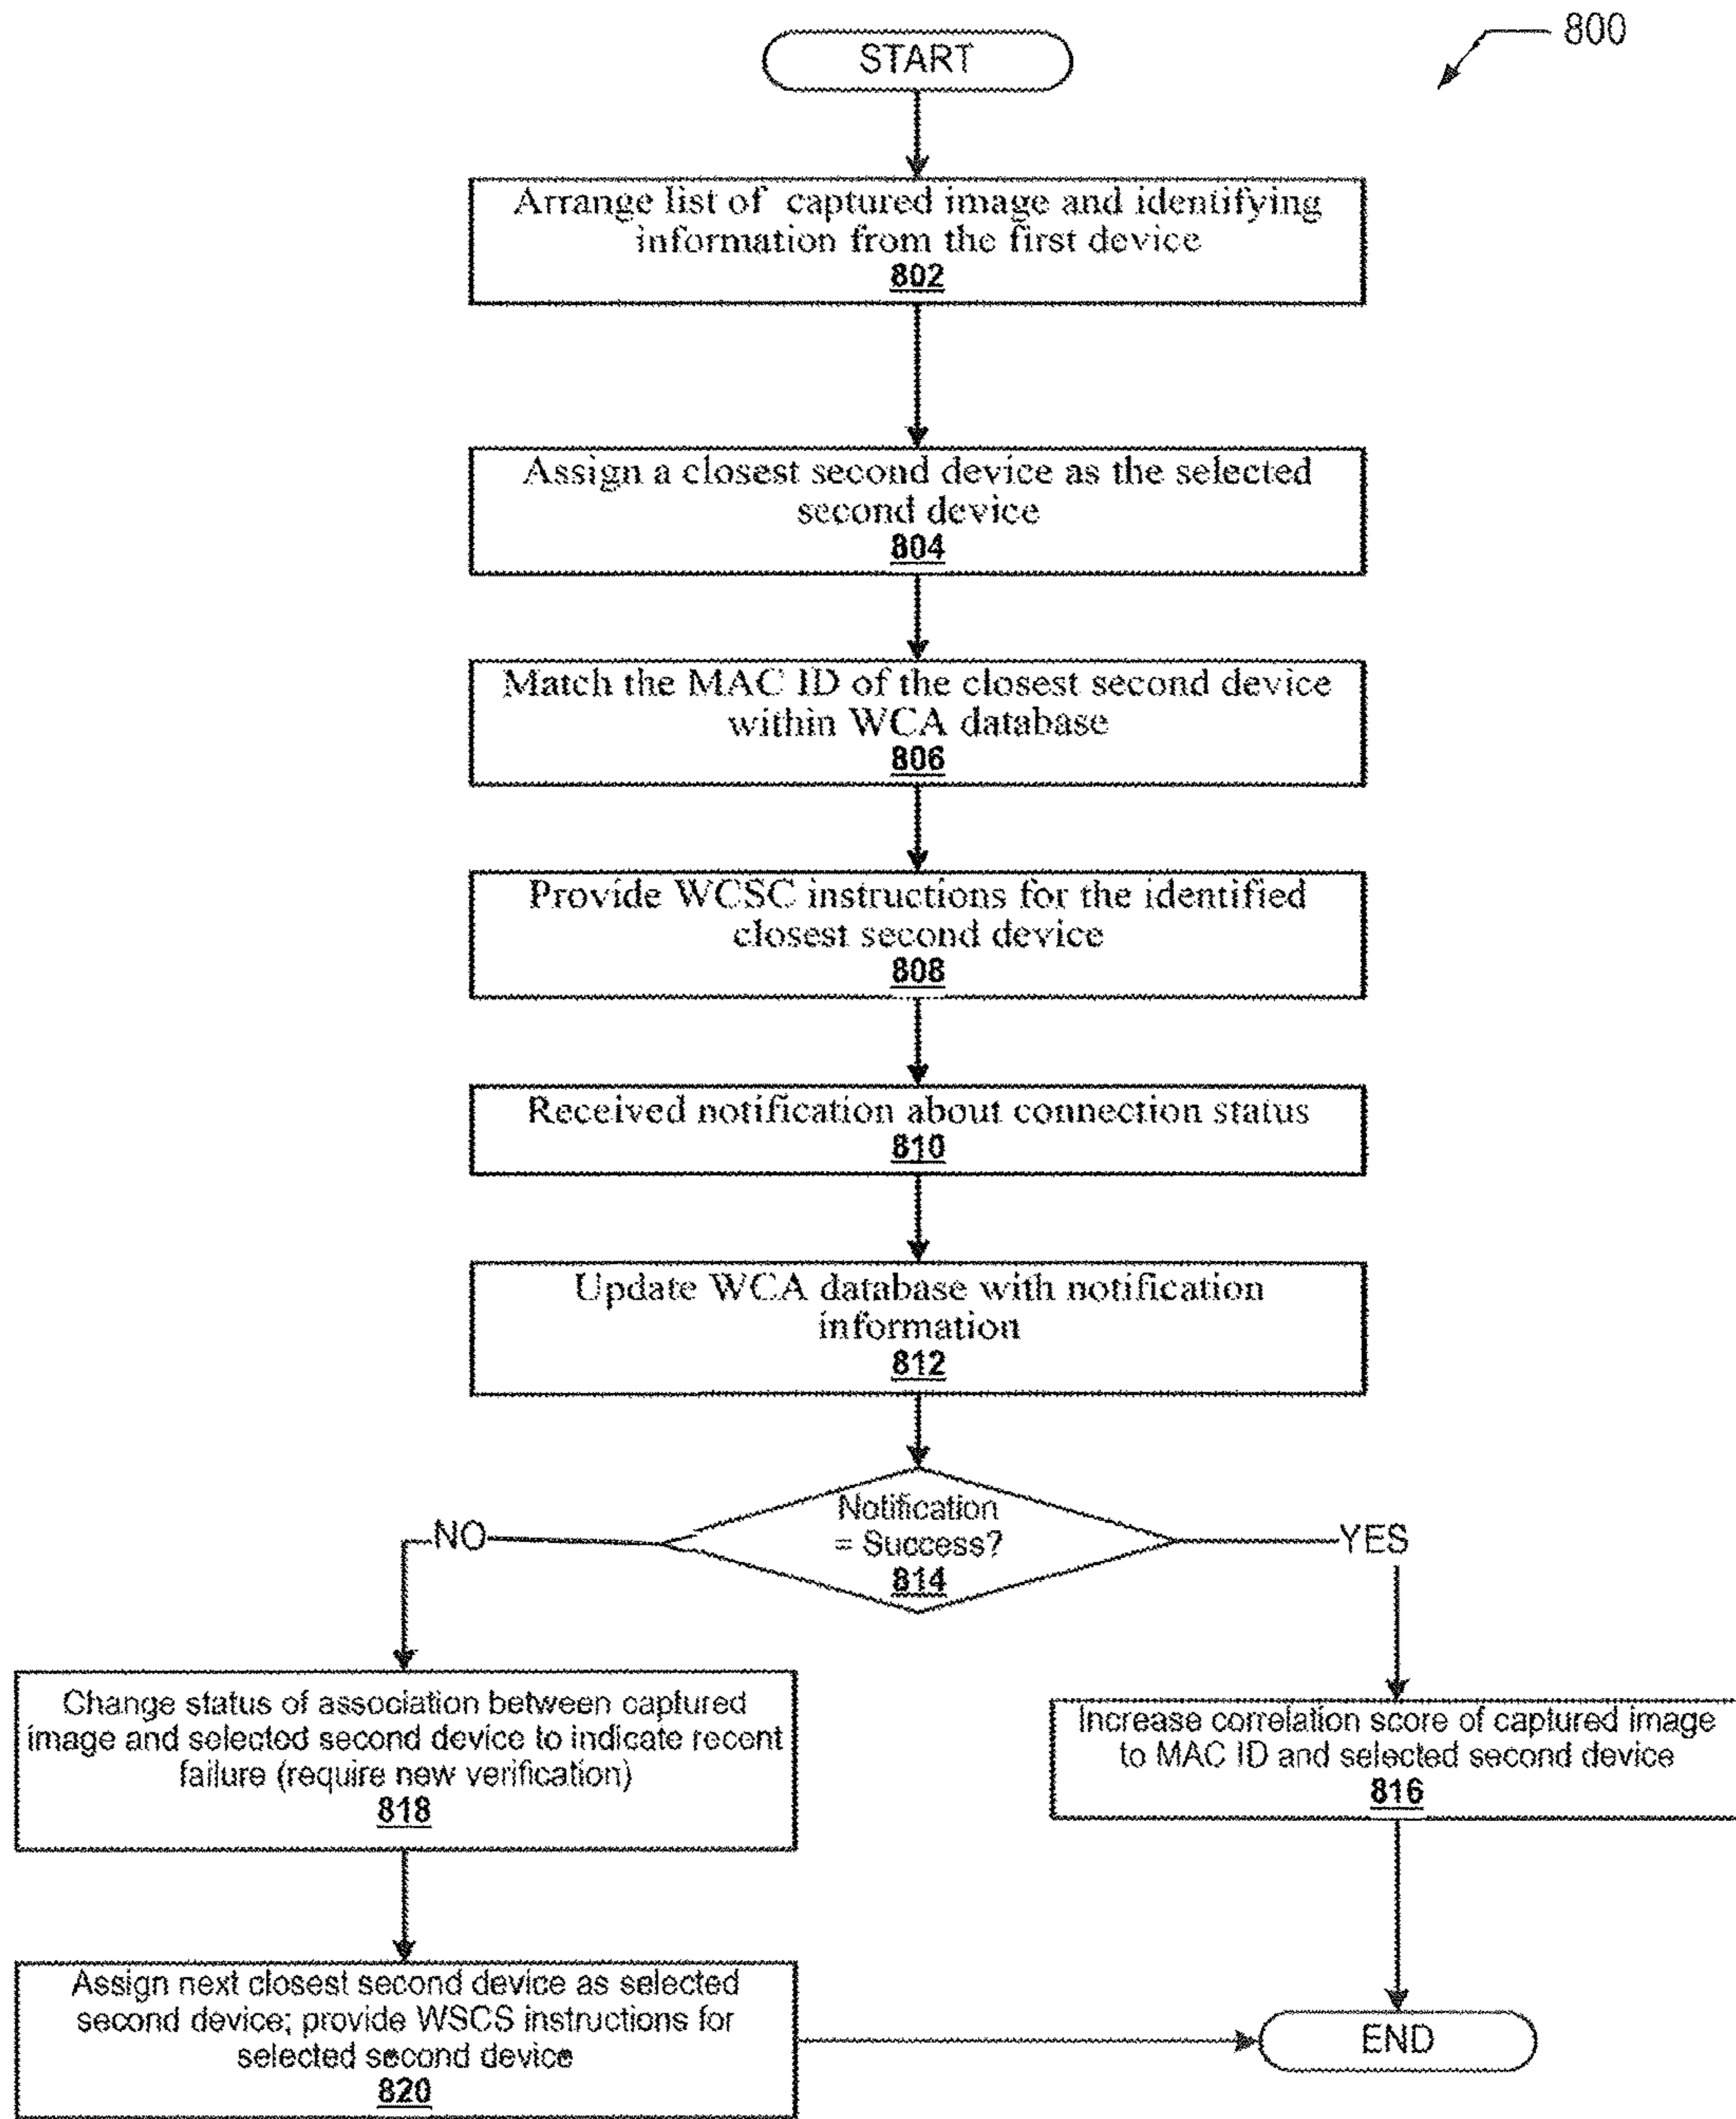 800
START
Arrange list of captured image and identifying
information from the first device
802
Assign a closest second device as the selected
second device
804
Match the MAC ID of the closest second device
within WCA database
806
Provide WCSC instructions for the identified
closest second device
808
Received notification about connection status
810
Update WCA database with notification
information
812
Notification
= Success?
814
NO
YES
Change status of association between captured
image and selected second device to indicate recent
failure (require new verification)
818
Increase correlation score of captured image
to MAC ID and selected second device
816
Assign next closest second device as selected
second device; provide WSCS instructions for
selected second device
820
END